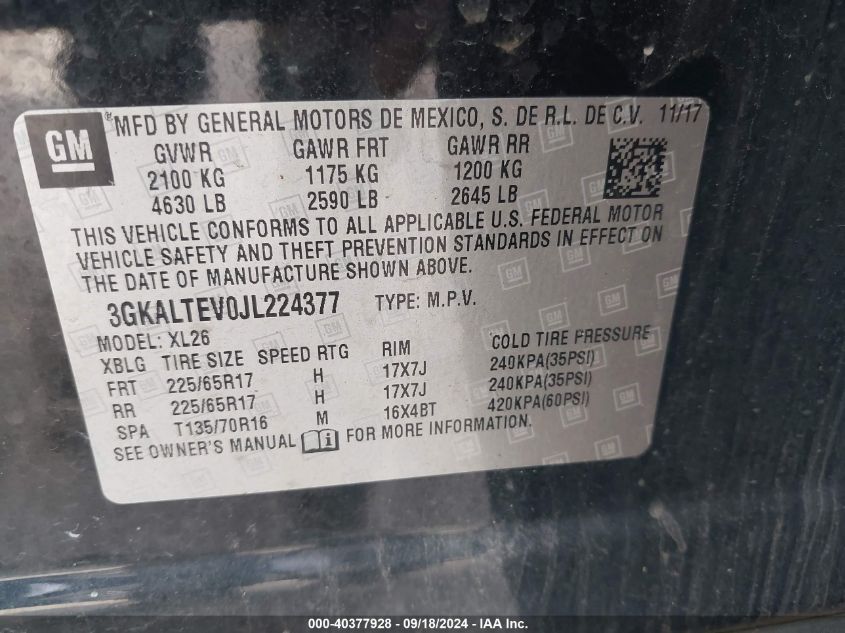 GM ® MFD BY GENERAL MOTORS DE MEXICO, S. DE R.L. DE C.V. 11/17
GVWR GAWR FRT GAWR RR
2100 KG 1175 KG 1200 KG
4630 LB 2590 LB 2645 LB
THIS VEHICLE CONFORMS TO ALL APPLICABLE U.S. FEDERAL MOTOR
VEHICLE SAFETY AND THEFT PREVENTION STANDARDS IN EFFECT ON
THE DATE OF MANUFACTURE SHOWN ABOVE.
3GKALTEV0JL224377 TYPE: M.P.V.
MODEL: XL26
XBLG TIRE SIZE SPEED RTG RIM COLD TIRE PRESSURE
FRT 225/65R17 H 17X7J 240KPA(35PSI)
RR 225/65R17 H 17X7J 240KPA(35PSI)
SPA T135/70R16 M 16X4BT 420KPA(60PSI)
SEE OWNER'S MANUAL FOR MORE INFORMATION.
000-40377928 - 09/18/2024 - IAA Inc.